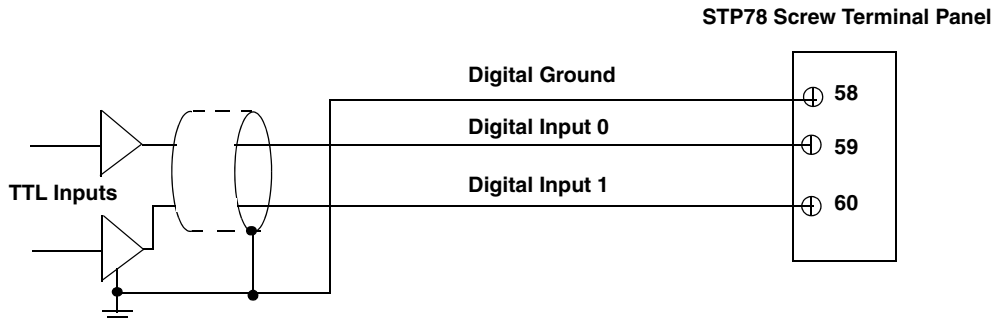 STP78 Screw Terminal Panel
Digital Ground
58
Digital Input 0
59
TTL Inputs
Digital Input 1
60